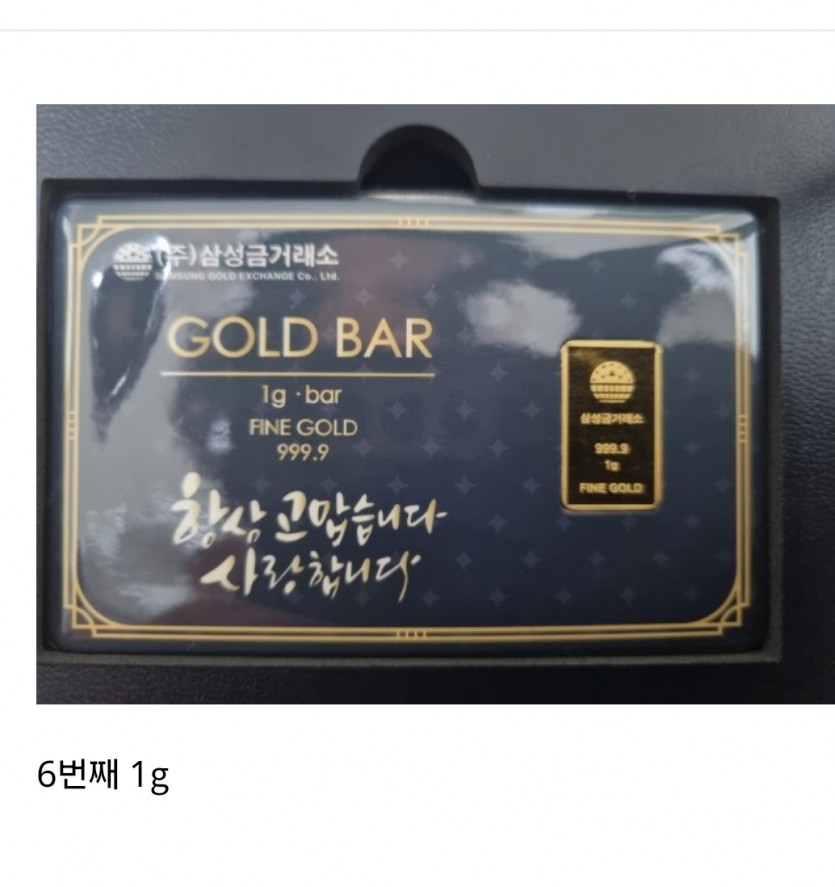 (주)삼성금거래소
SAMSUNG GOLD EXCHANGE Co., Ltd.
GOLD BAR
1g · bar
FINE GOLD
999.9
항상 고맙습니다
사랑합니다
삼성금거래소
999.9
1g
FINE GOLD
6번째 1g